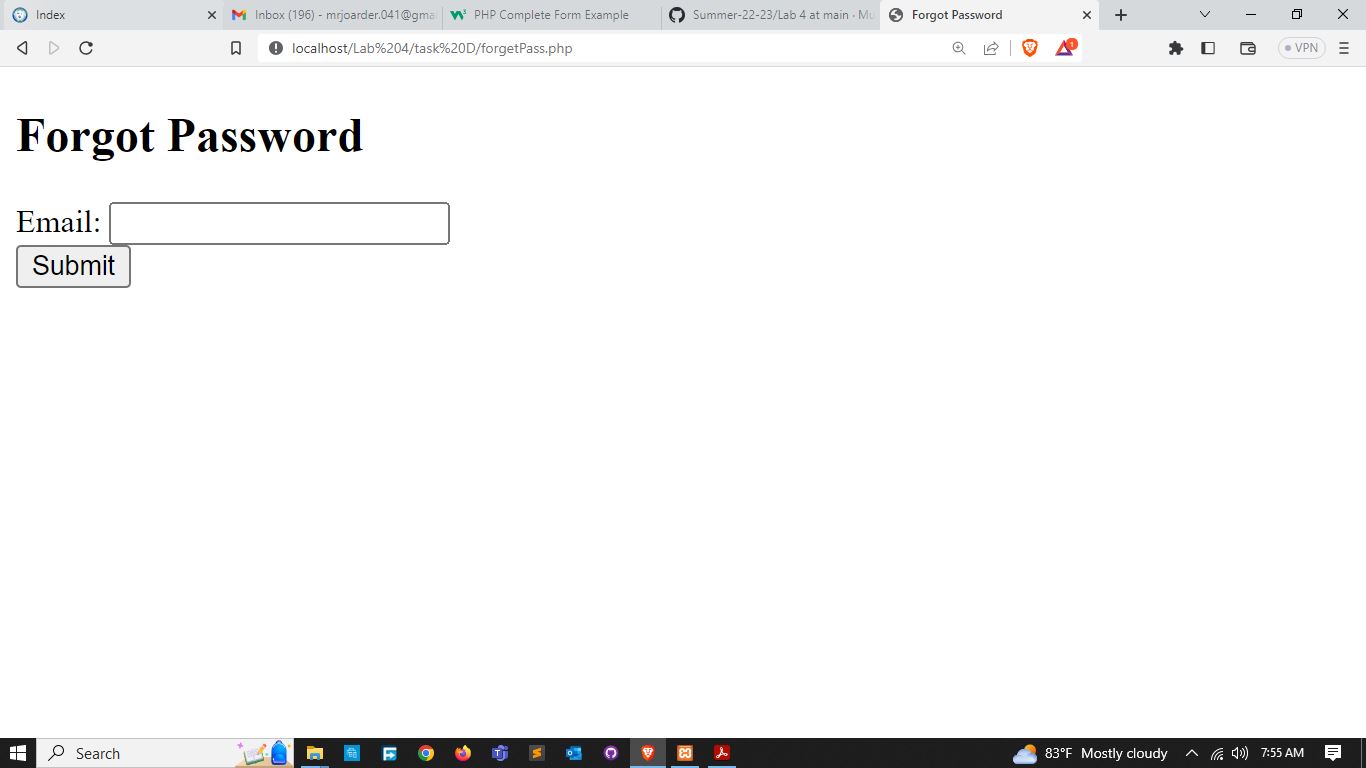 Index
Inbox (196) - mrjoarder.041@gmai
PHP Complete Form Example
Summer-22-23/Lab 4 at main · Mu
Forgot Password
localhost/Lab%204/task%20D/forgetPass.php
1
VPN
Forgot Password
Email:
Submit
Search
83°F Mostly cloudy
7:55 AM